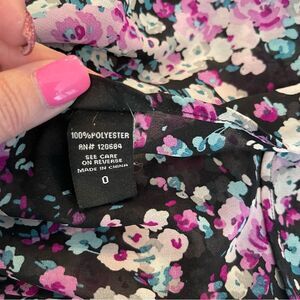 100%POLYESTER
RN# 120684
SEE CARE
ON REVERSE
MADE IN CHINA
0